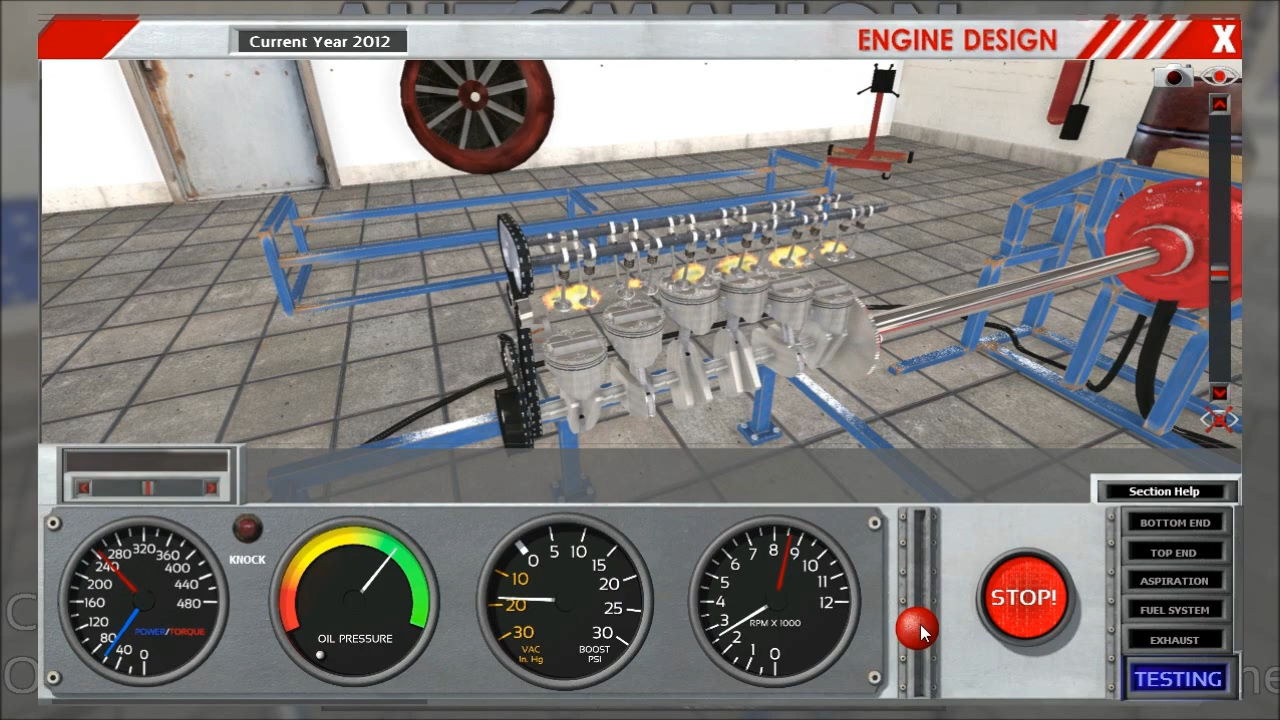 AUTOMATION
Current Year 2012
ENGINE DESIGN
X
Section Help
BOTTOM END
TOP END
ASPIRATION
FUEL SYSTEM
EXHAUST
TESTING
KNOCK
0 40 80 120 160 200 240 280 320 360 400 440 480
POWER/TORQUE
OIL PRESSURE
30 20 10 0 5 10 15 20 25 30
VAC
In. Hg
BOOST
PSI
0 1 2 3 4 5 6 7 8 9 10 11 12
RPM X 1000
STOP!